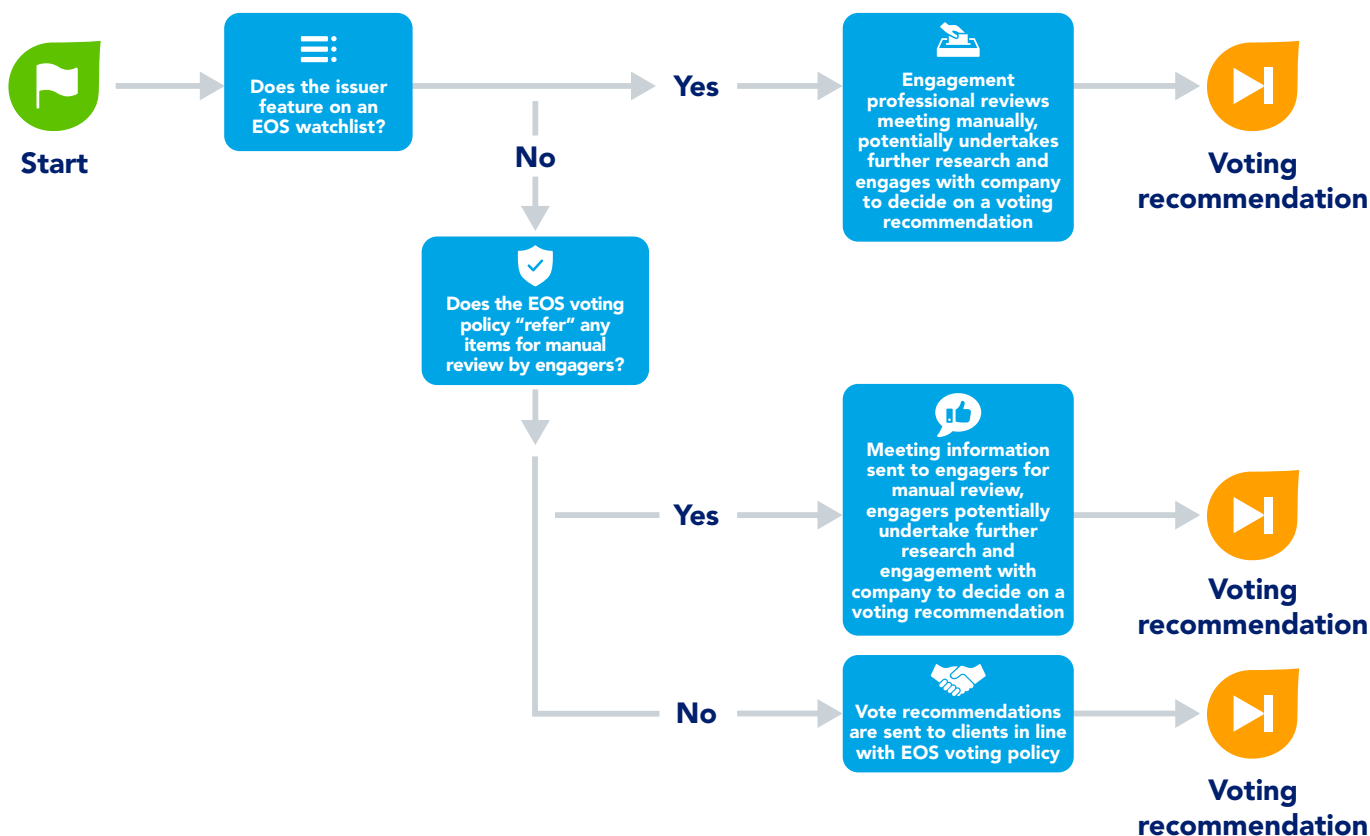 Start
Does the issuer
feature on an
EOS watchlist?
Yes
Engagement
professional reviews
meeting manually,
potentially undertakes
further research and
engages with company
to decide on a voting
recommendation
Voting
recommendation
No
Does the EOS voting
policy “refer” any
items for manual
review by engagers?
Yes
Meeting information
sent to engagers for
manual review,
engagers potentially
undertake further
research and
engagement with
company to decide on a
voting recommendation
Voting
recommendation
No
Vote recommendations
are sent to clients in line
with EOS voting policy
Voting
recommendation